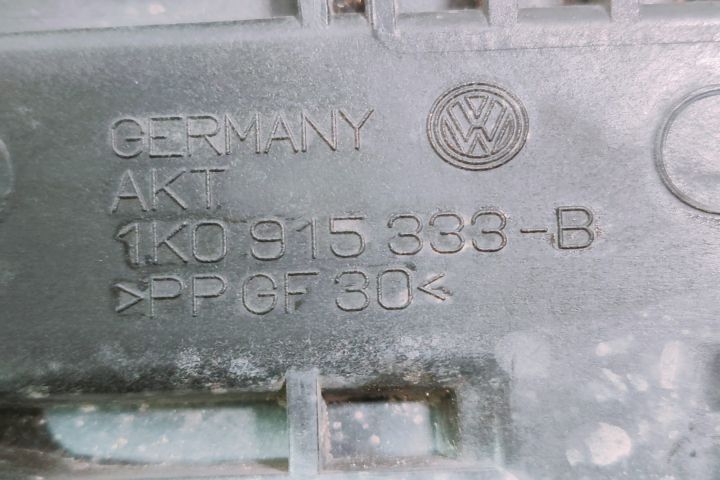 GERMANY
AKT
1K0 915 333-B
>PP GF 30<